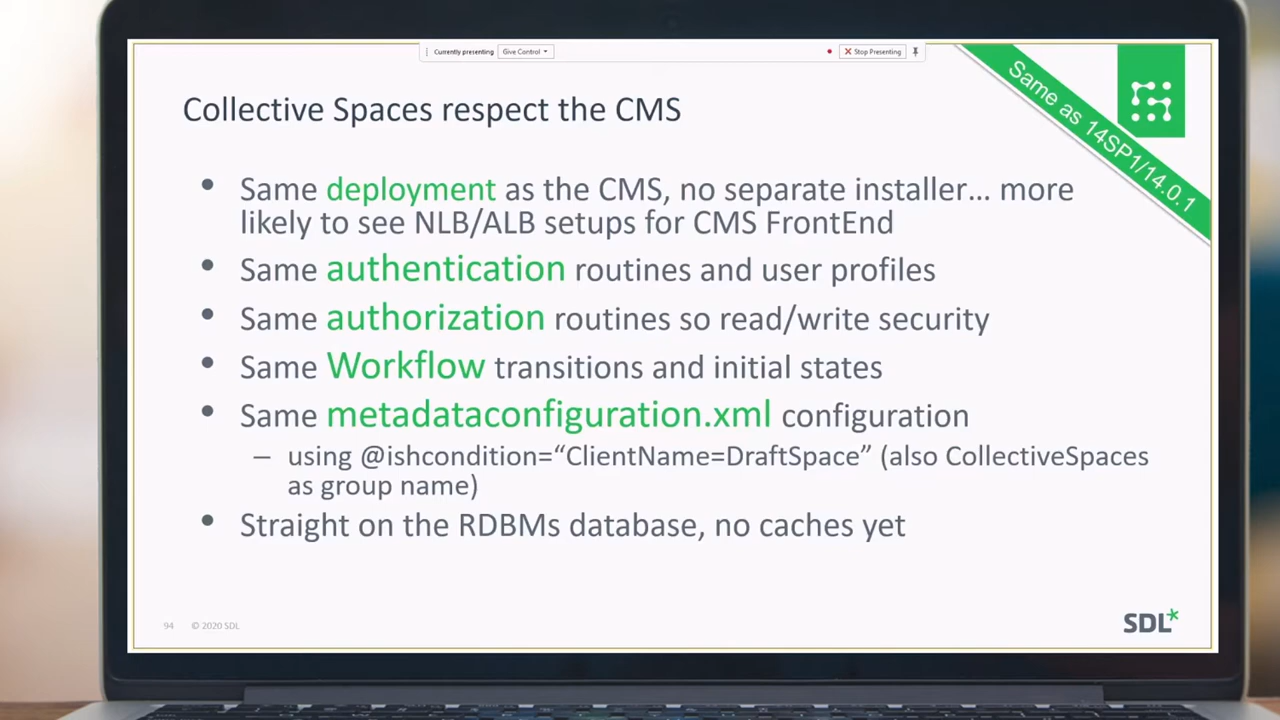 Currently presenting Give Control
Stop Presenting
Same as 14SP1/14.0.1
Collective Spaces respect the CMS
• Same deployment as the CMS, no separate installer… more
likely to see NLB/ALB setups for CMS FrontEnd
• Same authentication routines and user profiles
• Same authorization routines so read/write security
• Same Workflow transitions and initial states
• Same metadataconfiguration.xml configuration
– using @ishcondition=“ClientName=DraftSpace” (also CollectiveSpaces
as group name)
• Straight on the RDBMs database, no caches yet
94 © 2020 SDL
SDL*